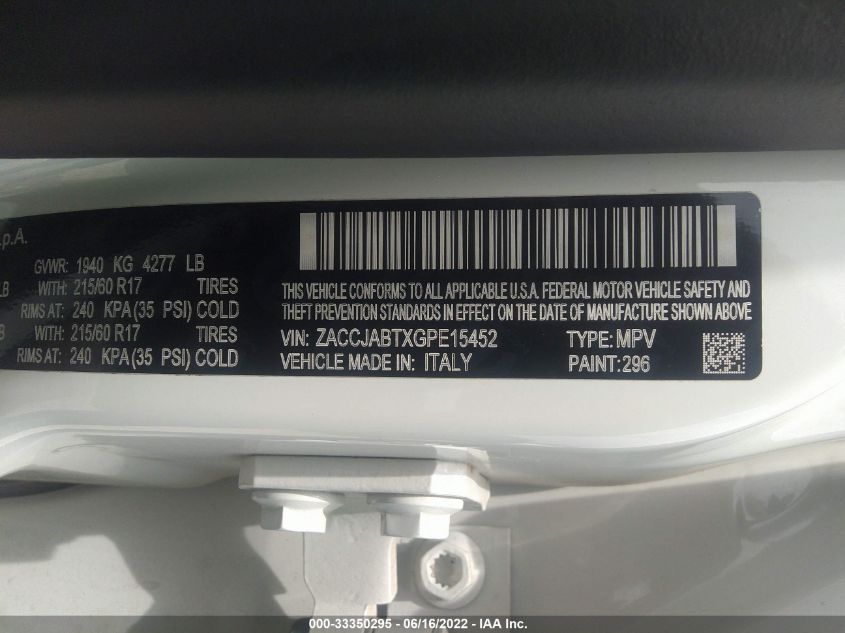 .p.A.
GVWR: 1940 KG 4277 LB
LB WITH: 215/60 R17 TIRES
RIMS AT: 240 KPA (35 PSI) COLD
B WITH: 215/60 R17 TIRES
RIMS AT: 240 KPA (35 PSI) COLD
THIS VEHICLE CONFORMS TO ALL APPLICABLE U.S.A. FEDERAL MOTOR VEHICLE SAFETY AND
THEFT PREVENTION STANDARDS IN EFFECT ON THE DATE OF MANUFACTURE SHOWN ABOVE
VIN: ZACCJABTXGPE15452 TYPE: MPV
VEHICLE MADE IN: ITALY PAINT: 296
000-33350295 - 06/16/2022 - IAA Inc.